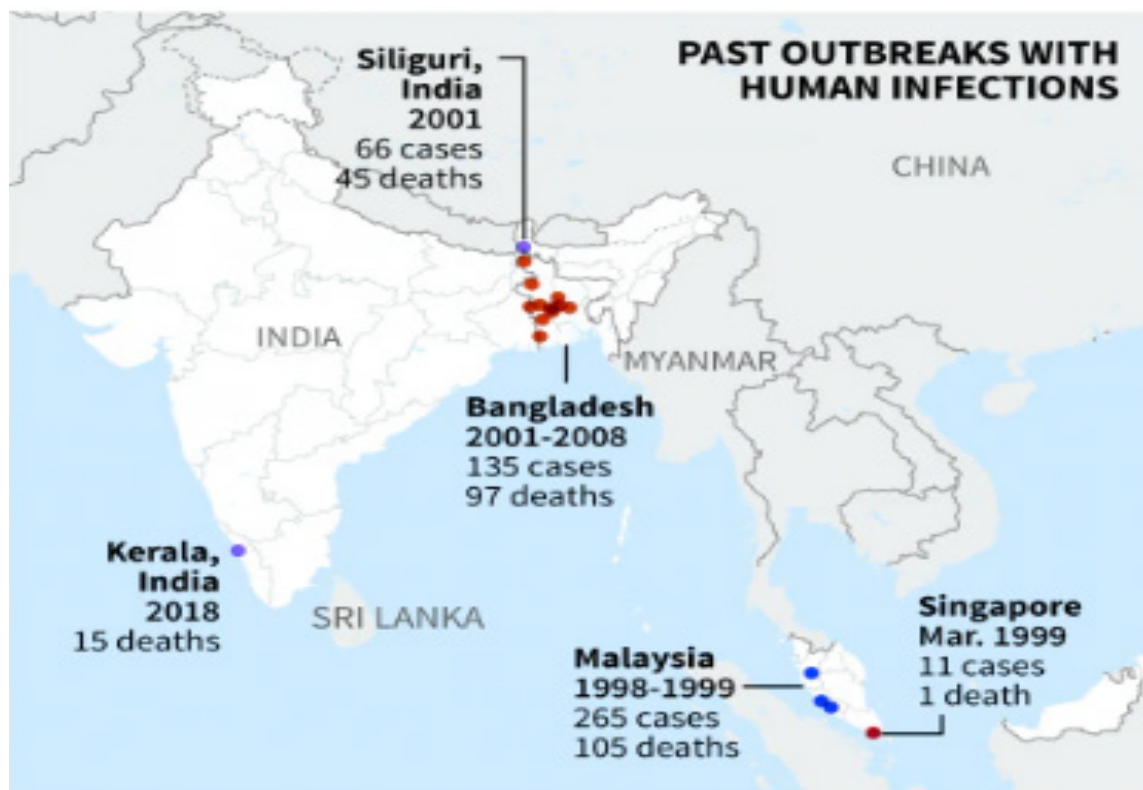 PAST OUTBREAKS WITH
HUMAN INFECTIONS
Siliguri,
India
2001
66 cases
45 deaths
CHINA
INDIA
MYANMAR
Bangladesh
2001-2008
135 cases
97 deaths
Kerala,
India
2018
15 deaths
SRI LANKA
Malaysia
1998-1999
265 cases
105 deaths
Singapore
Mar. 1999
11 cases
1 death